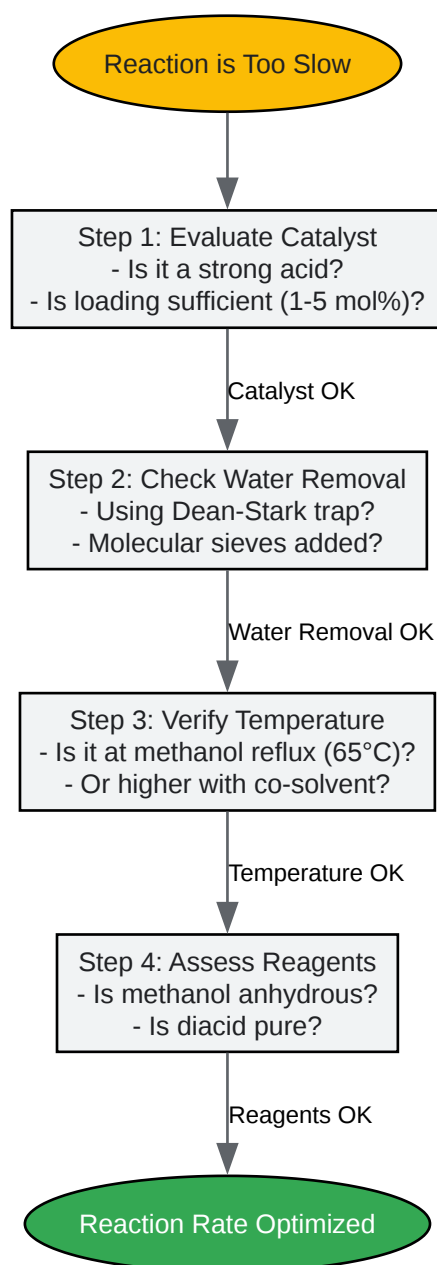 Reaction is Too Slow
Step 1: Evaluate Catalyst
- Is it a strong acid?
- Is loading sufficient (1-5 mol%)?
Catalyst OK
Step 2: Check Water Removal
- Using Dean-Stark trap?
- Molecular sieves added?
Water Removal OK
Step 3: Verify Temperature
- Is it at methanol reflux (65°C)?
- Or higher with co-solvent?
Temperature OK
Step 4: Assess Reagents
- Is methanol anhydrous?
- Is diacid pure?
Reagents OK
Reaction Rate Optimized